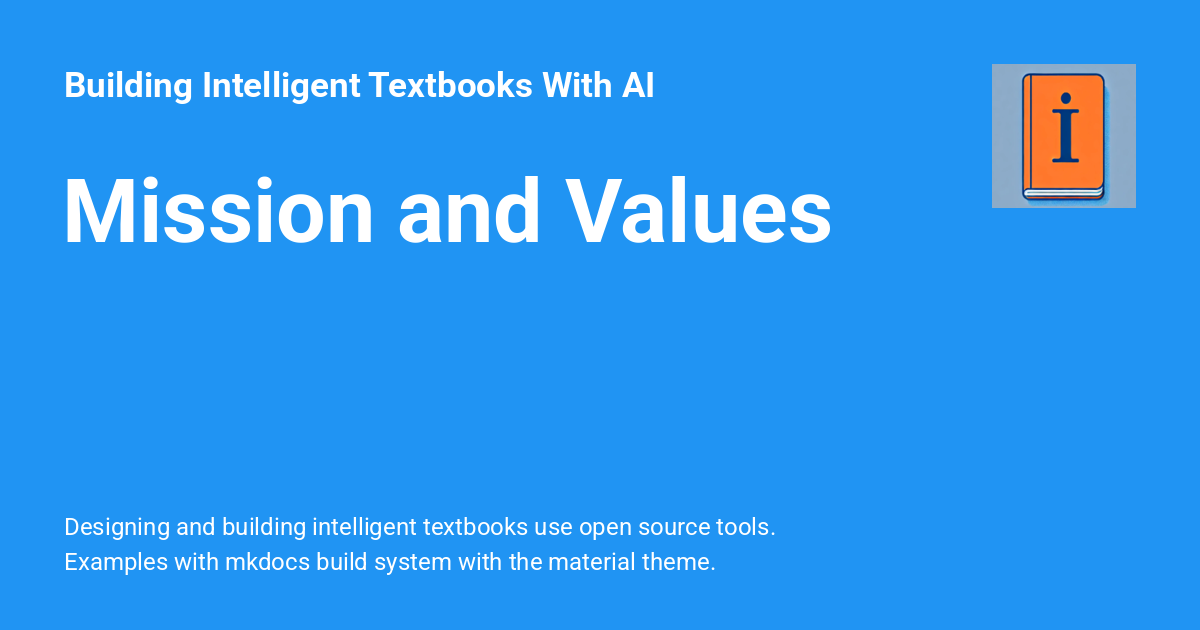 Building Intelligent Textbooks With AI
i
Mission and Values
Designing and building intelligent textbooks use open source tools.
Examples with mkdocs build system with the material theme.